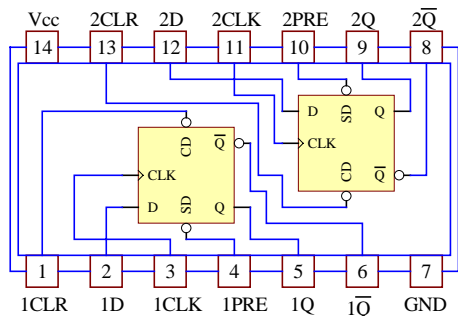 Vcc 2CLR 2D 2CLK 2PRE 2Q 2Q̅
14 13 12 11 10 9 8
D SD Q
CLK
CD Q̅
CD Q̅
CLK
D SD Q
1 2 3 4 5 6 7
1CLR 1D 1CLK 1PRE 1Q 1Q̅ GND